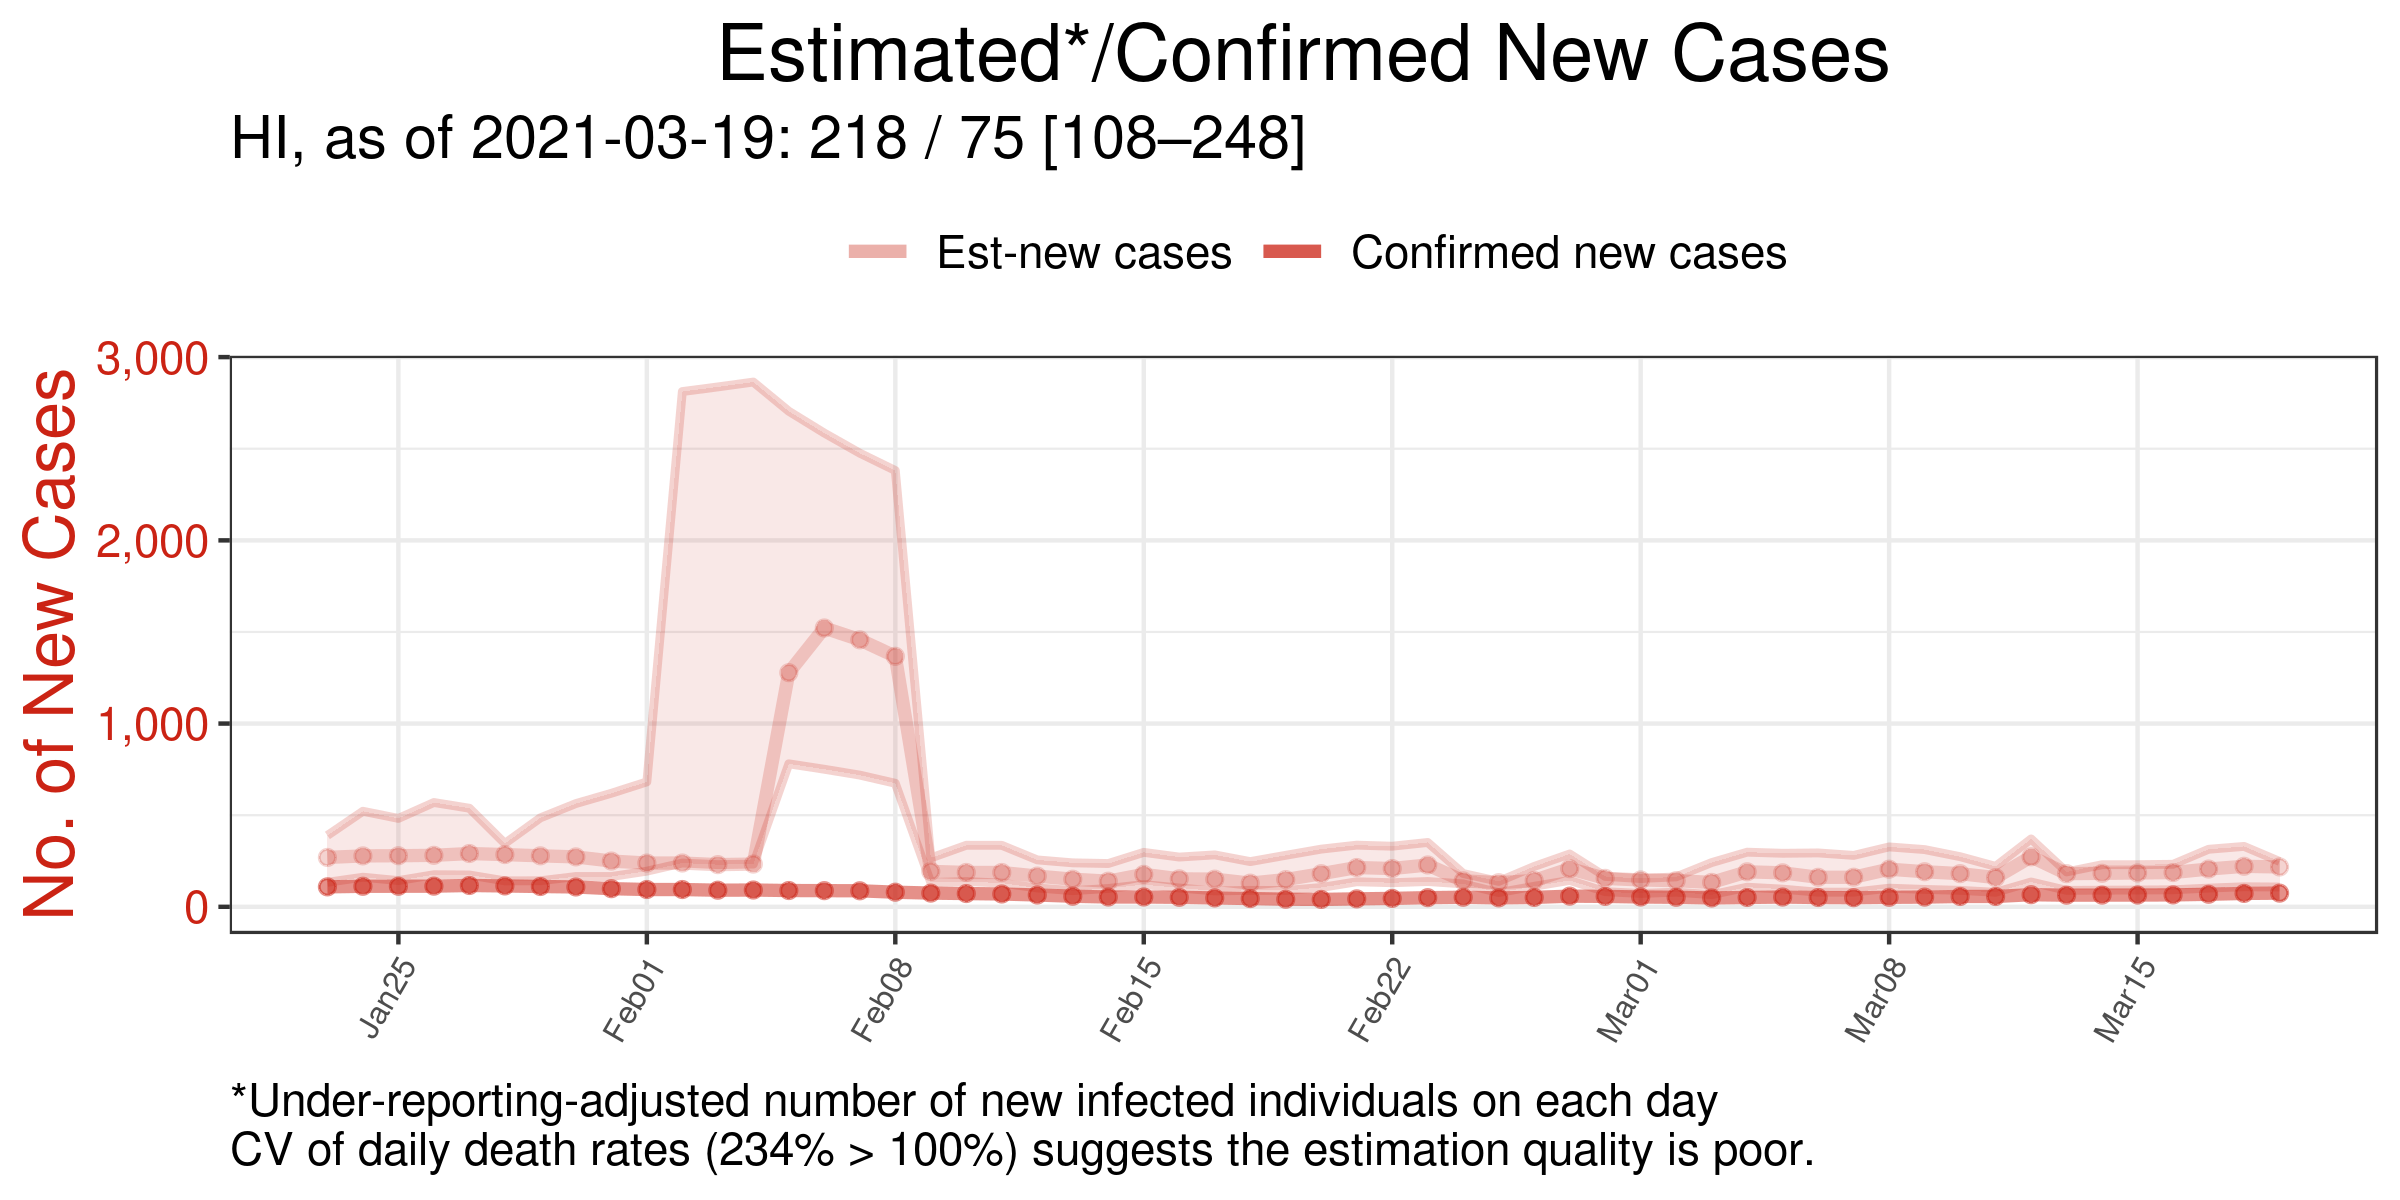 Estimated*/Confirmed New Cases
HI, as of 2021-03-19: 218 / 75 [108–248]
Est-new cases Confirmed new cases
No. of New Cases
3,000
2,000
1,000
0
Jan25 Feb01 Feb08 Feb15 Feb22 Mar01 Mar08 Mar15
*Under-reporting-adjusted number of new infected individuals on each day
CV of daily death rates (234% > 100%) suggests the estimation quality is poor.